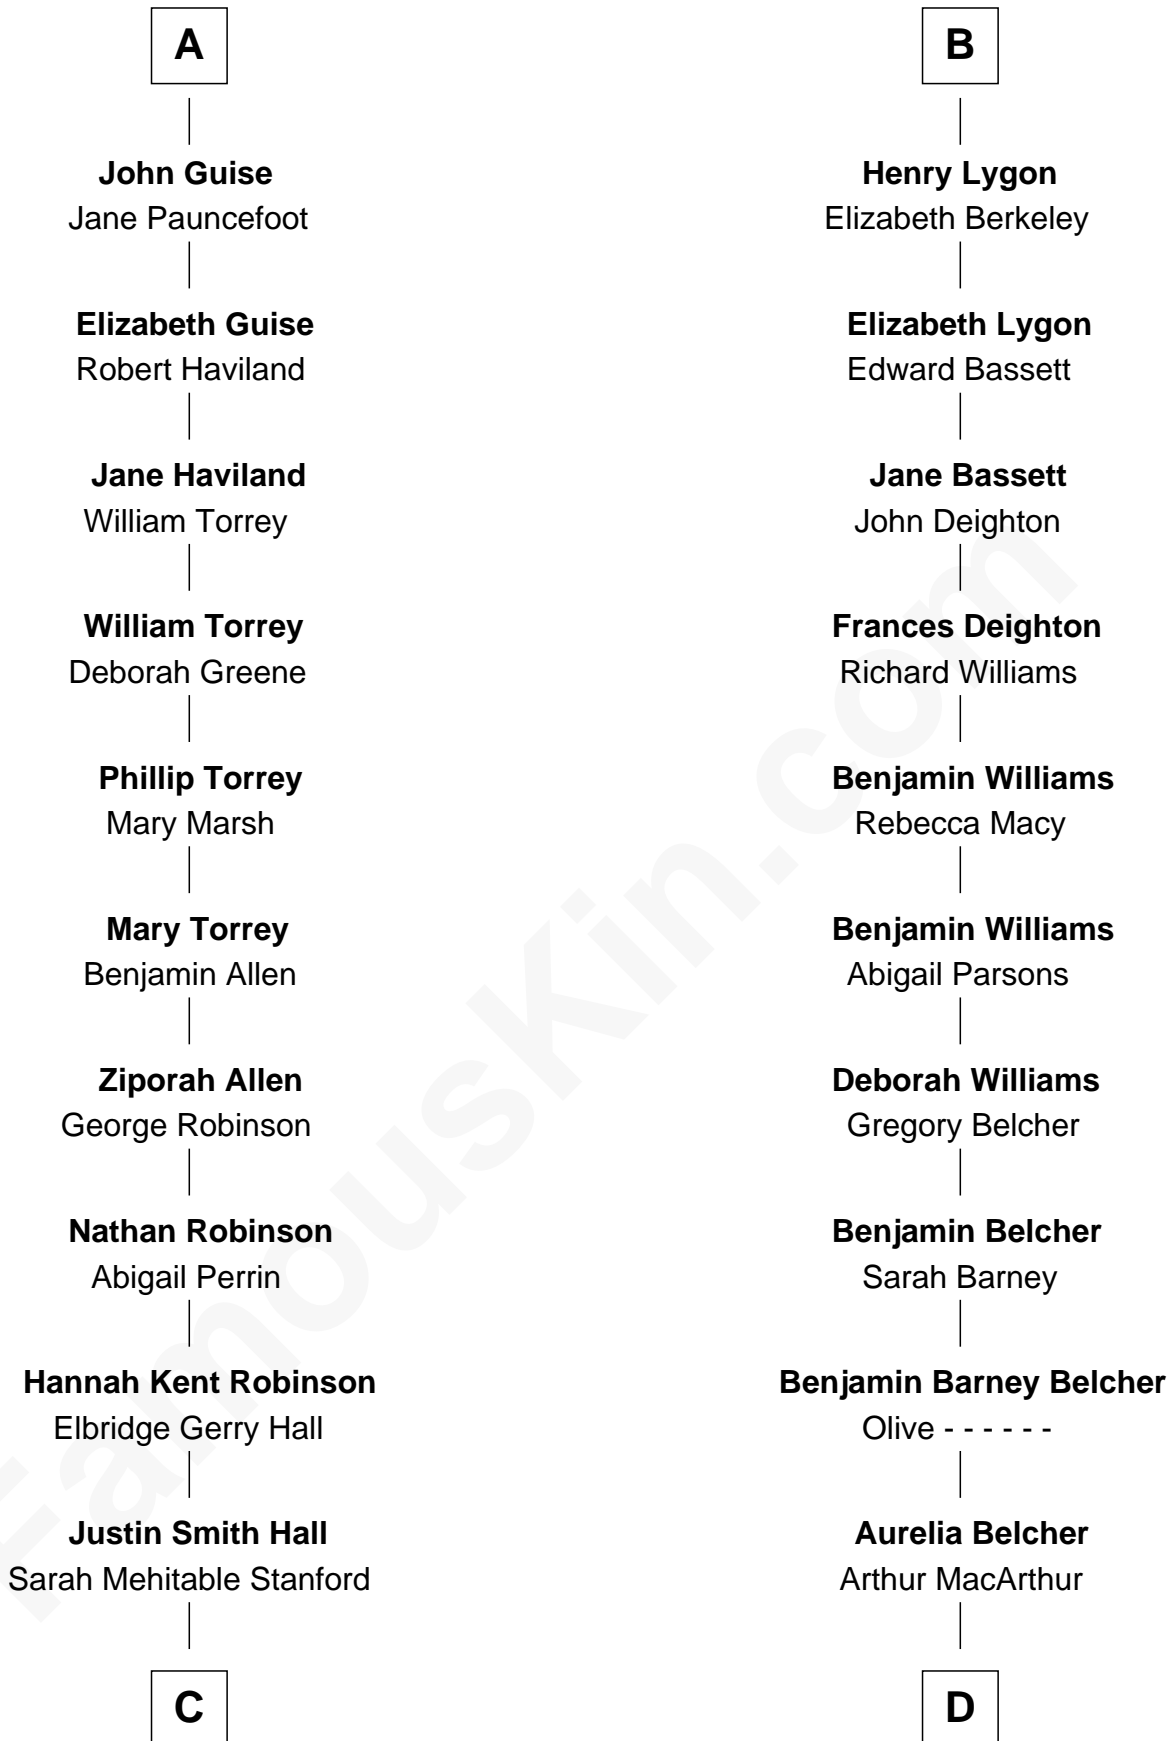 A
John Guise
Jane Pauncefoot
Elizabeth Guise
Robert Haviland
Jane Haviland
William Torrey
William Torrey
Deborah Greene
Phillip Torrey
Mary Marsh
Mary Torrey
Benjamin Allen
Ziporah Allen
George Robinson
Nathan Robinson
Abigail Perrin
Hannah Kent Robinson
Elbridge Gerry Hall
Justin Smith Hall
Sarah Mehitable Stanford
C
B
Henry Lygon
Elizabeth Berkeley
Elizabeth Lygon
Edward Bassett
Jane Bassett
John Deighton
Frances Deighton
Richard Williams
Benjamin Williams
Rebecca Macy
Benjamin Williams
Abigail Parsons
Deborah Williams
Gregory Belcher
Benjamin Belcher
Sarah Barney
Benjamin Barney Belcher
Olive - - - - - -
Aurelia Belcher
Arthur MacArthur
D
FamousKin.com